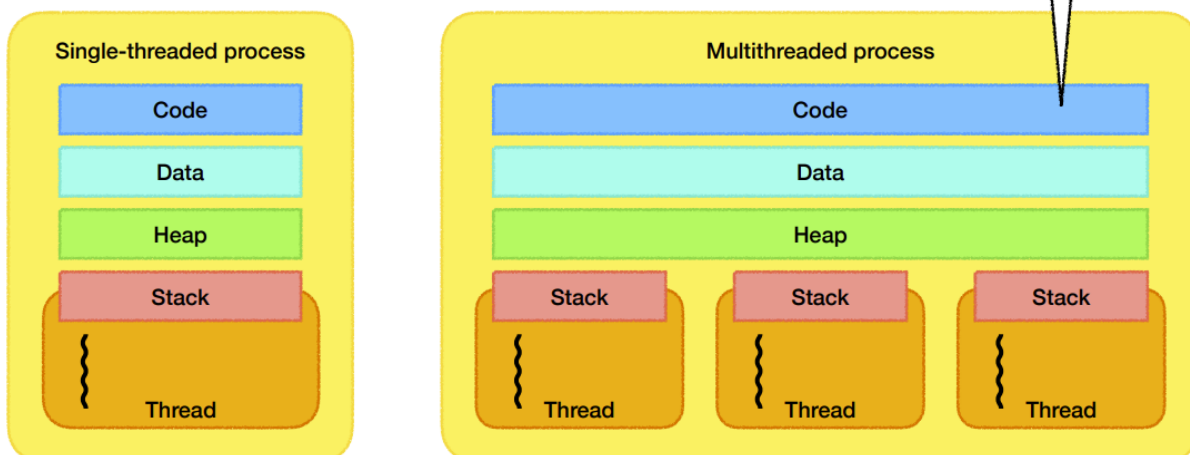 Single-threaded process
Code
Data
Heap
Stack
Thread
Multithreaded process
Code
Data
Heap
Stack
Stack
Stack
Thread
Thread
Thread